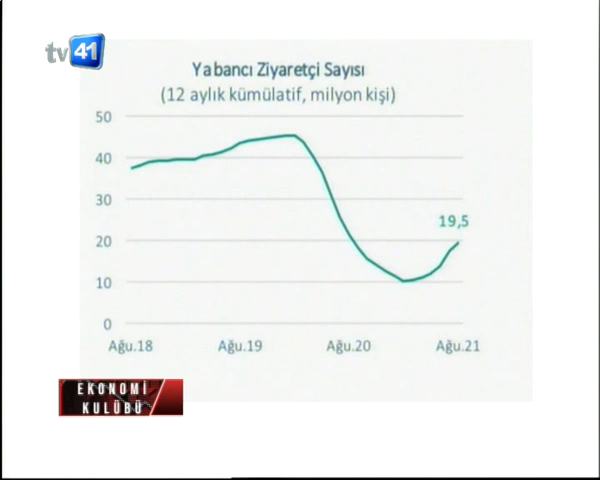 tv41
Yabancı Ziyaretçi Sayısı
(12 aylık kümülatif, milyon kişi)
50
40
30
20
10
0
19,5
Ağu.18 Ağu.19 Ağu.20 Ağu.21
EKONOMİ
KULÜBÜ